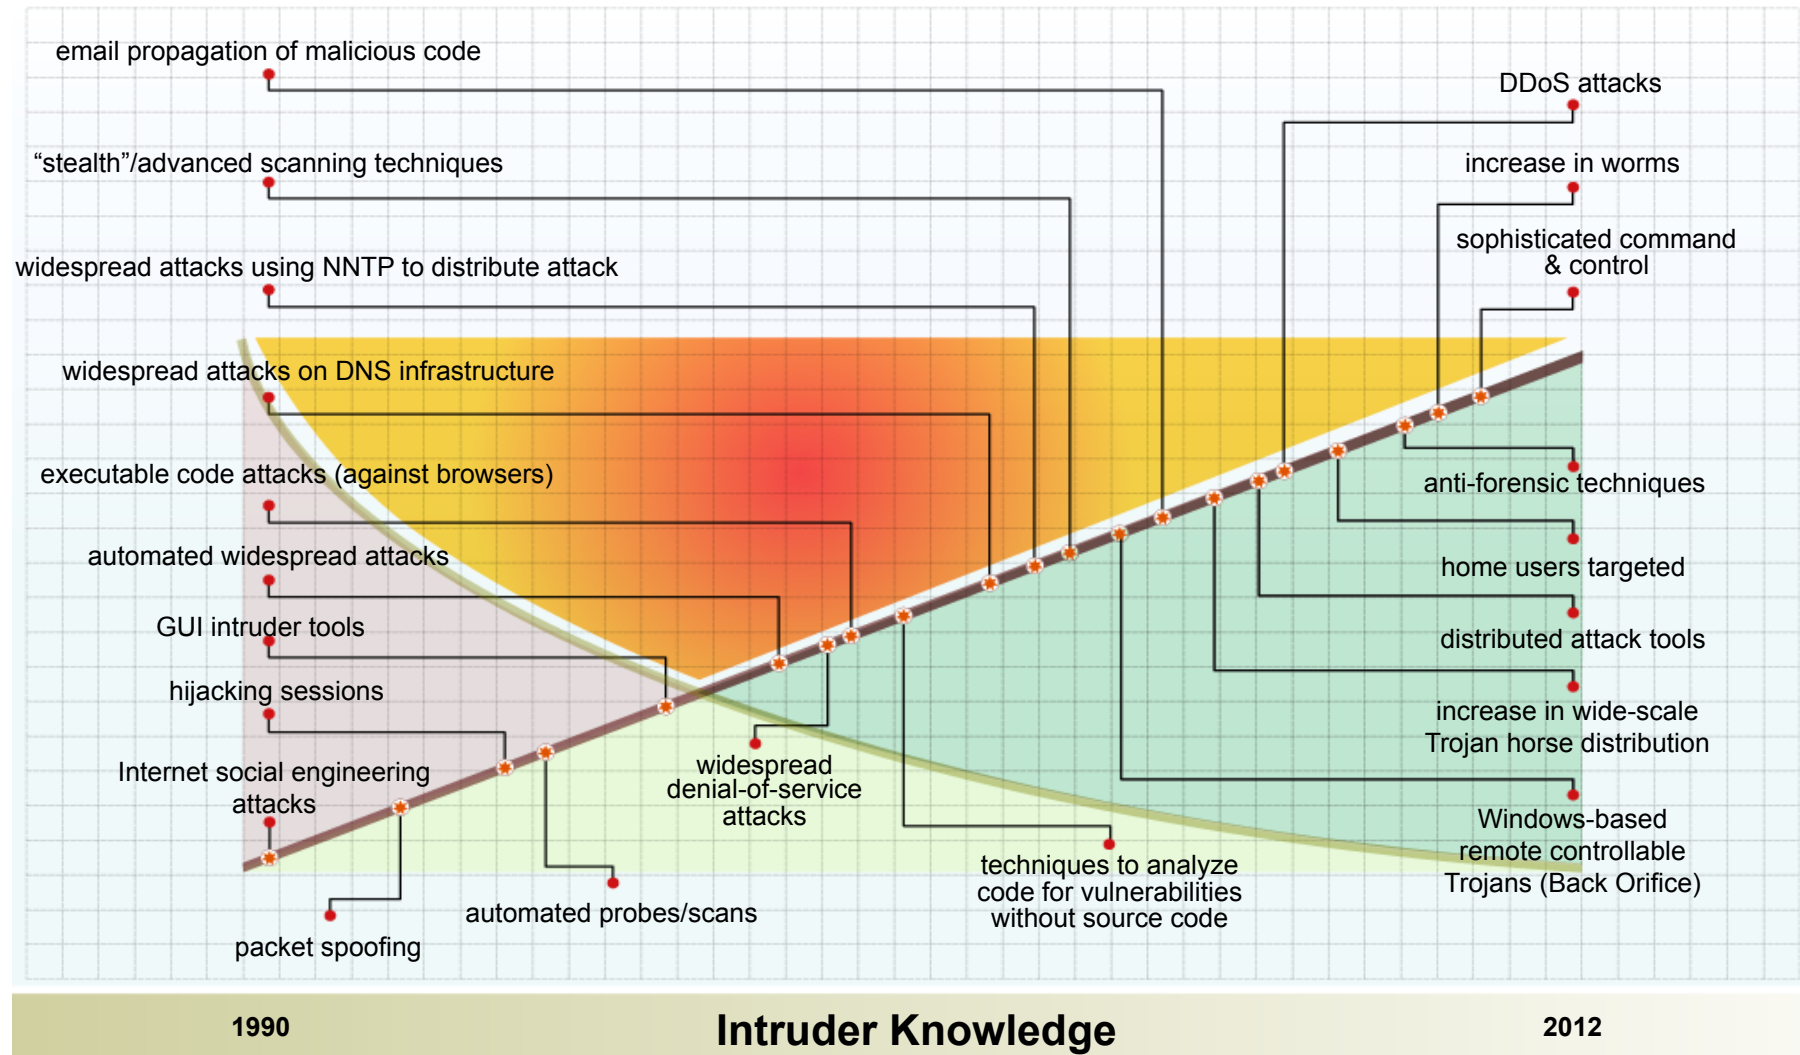 email propagation of malicious code
DDoS attacks
“stealth”/advanced scanning techniques
increase in worms
sophisticated command
& control
widespread attacks using NNTP to distribute attack
widespread attacks on DNS infrastructure
executable code attacks (against browsers)
anti-forensic techniques
automated widespread attacks
home users targeted
GUI intruder tools
distributed attack tools
hijacking sessions
increase in wide-scale
Trojan horse distribution
Internet social engineering
attacks
widespread
denial-of-service
attacks
Windows-based
remote controllable
Trojans (Back Orifice)
techniques to analyze
code for vulnerabilities
without source code
automated probes/scans
packet spoofing
1990
Intruder Knowledge
2012